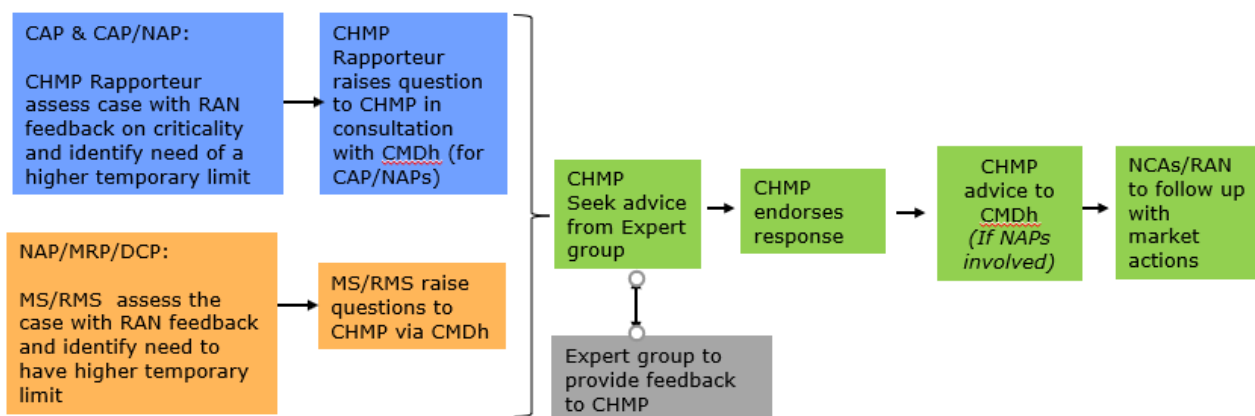 CAP & CAP/NAP:
CHMP Rapporteur
assess case with RAN
feedback on criticality
and identify need of a
higher temporary limit
CHMP
Rapporteur
raises question
to CHMP in
consultation
with CMDh (for
CAP/NAPs)
NAP/MRP/DCP:
MS/RMS assess the
case with RAN feedback
and identify need to
have higher temporary
limit
MS/RMS raise
questions to
CHMP via CMDh
CHMP
Seek advice
from Expert
group
Expert group to
provide feedback
to CHMP
CHMP
endorses
response
CHMP
advice to
CMDh
(If NAPs
involved)
NCAs/RAN
to follow up
with
market
actions